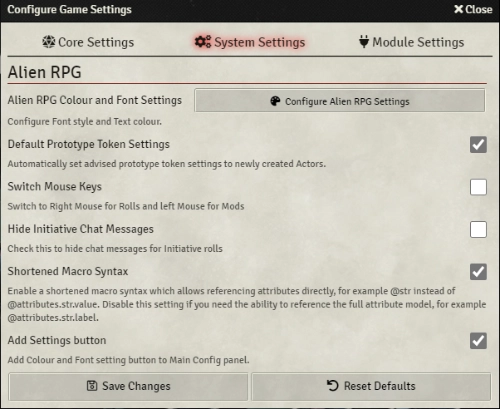 Configure Game Settings
Close
Core Settings
System Settings
Module Settings
Alien RPG
Alien RPG Colour and Font Settings
Configure Alien RPG Settings
Configure Font style and Text colour.
Default Prototype Token Settings
Automatically set advised prototype token settings to newly created Actors.
Switch Mouse Keys
Switch to Right Mouse for Rolls and left Mouse for Mods
Hide Initiative Chat Messages
Check this to hide chat messages for Initiative rolls
Shortened Macro Syntax
Enable a shortened macro syntax which allows referencing attributes directly, for example @str instead of
@attributes.str.value. Disable this setting if you need the ability to reference the full attribute model, for example
@attributes.str.label.
Add Settings button
Add Colour and Font setting button to Main Config panel.
Save Changes
Reset Defaults